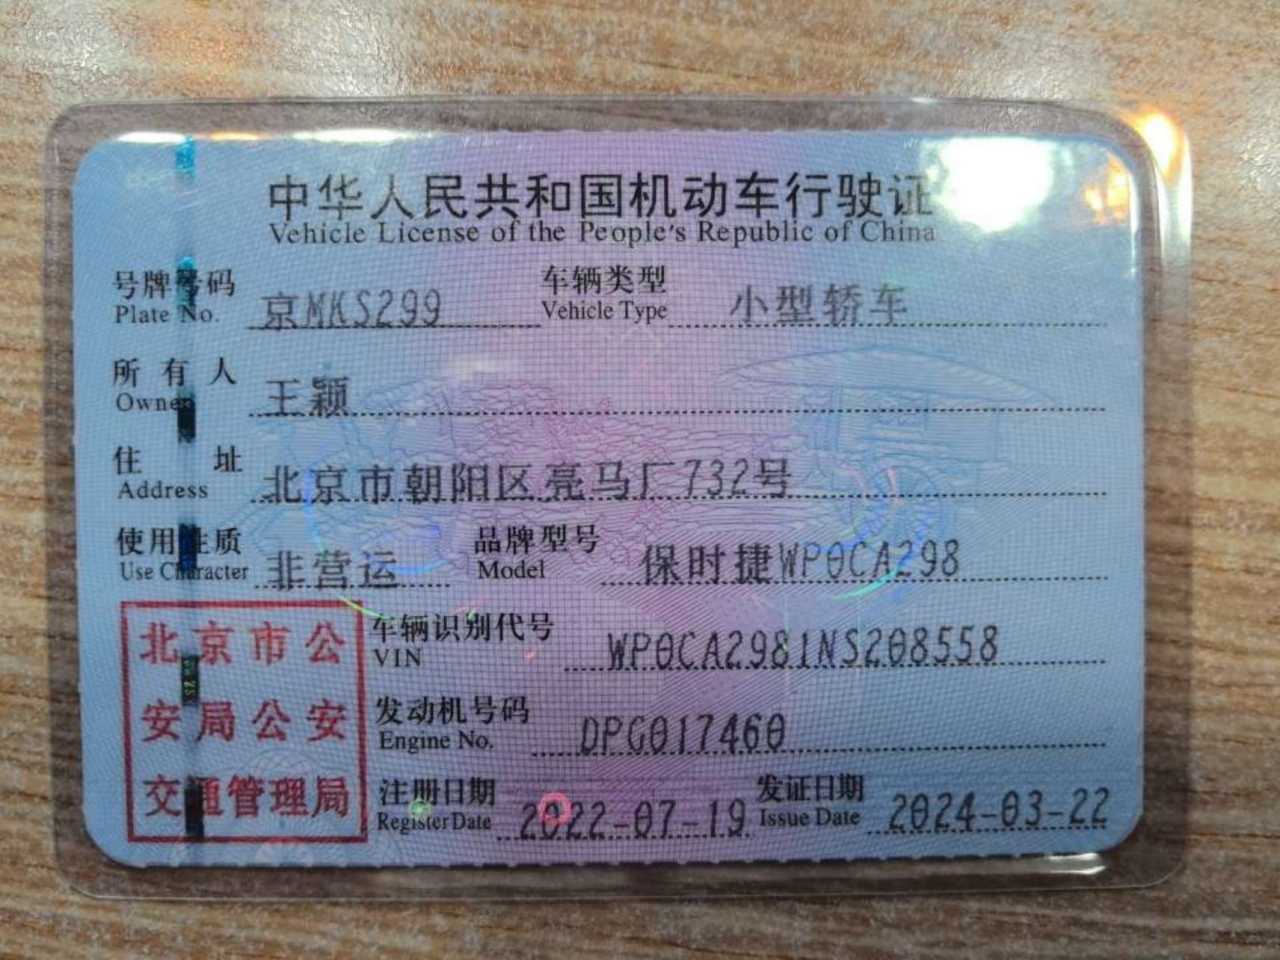 中华人民共和国机动车行驶证
Vehicle License of the People's Republic of China
号牌号码 京MKS299 车辆类型 小型轿车
Plate No. Vehicle Type
所有人 王颖
Owner
住址 北京市朝阳区亮马厂732号
Address
使用性质 非营运 品牌型号 保时捷WP0CA298
Use Character Model
北京市公
安局公安
交通管理局
车辆识别代号 WP0CA2981NS208558
VIN
发动机号码 DPG017460
Engine No.
注册日期 2022-07-19 发证日期 2024-03-22
Register Date Issue Date